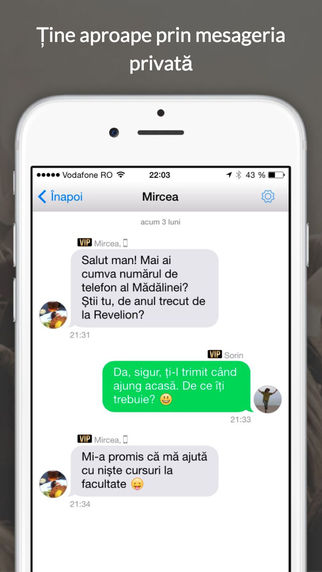 Ține aproape prin mesageria
privată
Vodafone RO 22:03 43 %
Înapoi Mircea
acum 3 luni
VIP Mircea,
Salut man! Mai ai
cumva numărul de
telefon al Mădălinei?
Știi tu, de anul trecut de
la Revelion?
21:31
VIP Sorin
Da, sigur, ți-l trimit când
ajung acasă. De ce îți
trebuie? 😃
21:33
VIP Mircea,
Mi-a promis că mă ajută
cu niște cursuri la
facultate 😜
21:34